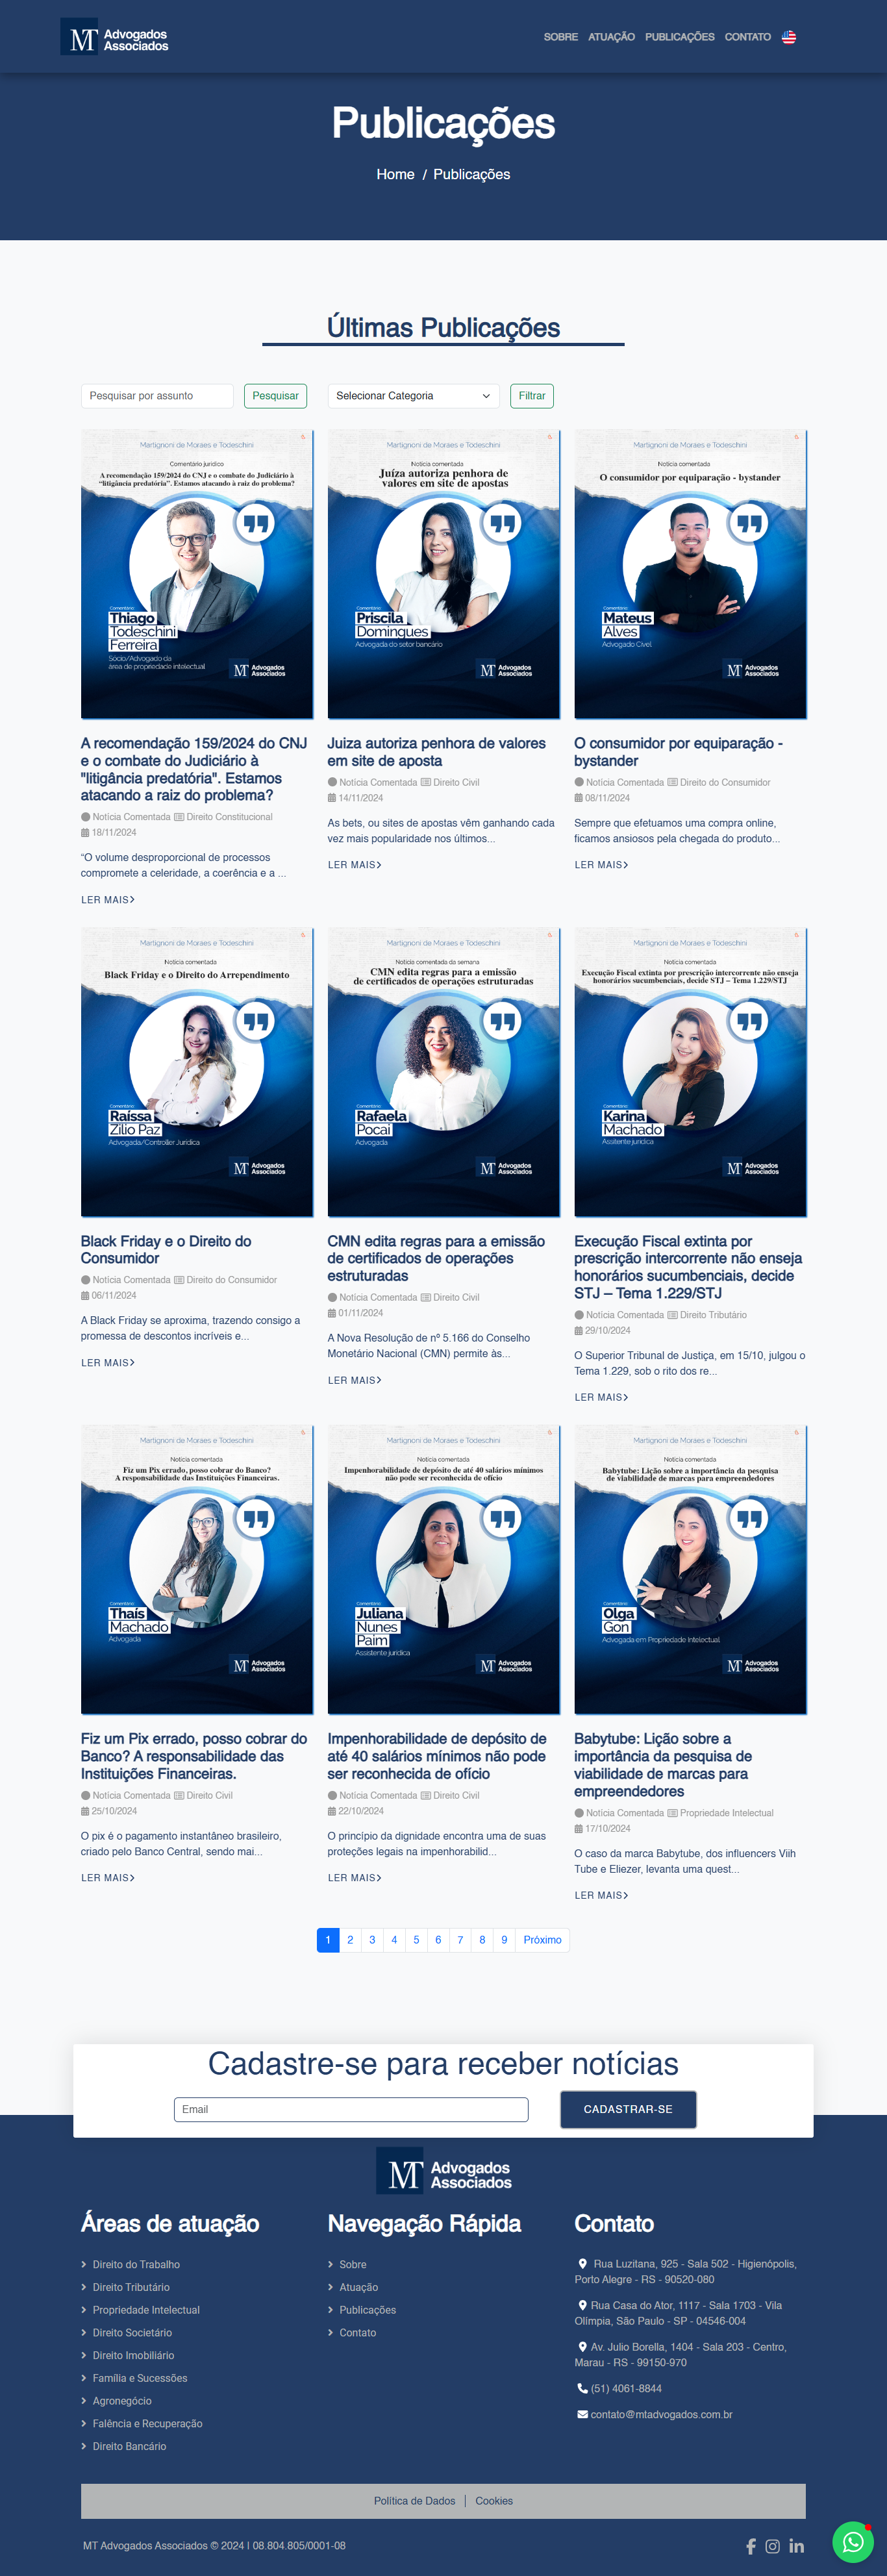 MT Advogados
Associados
SOBRE ATUAÇÃO PUBLICAÇÕES CONTATO
Publicações
Home / Publicações
Últimas Publicações
Pesquisar por assunto Pesquisar Selecionar Categoria Filtrar
Martignoni de Moraes e Todeschini
Comentário jurídico
A recomendação 159/2024 do CNJ e o combate do Judiciário à
“litigância predatória”. Estamos atacando à raiz do problema?
Comentário:
Thiago
Todeschini
Ferreira
Sócio/Advogado da
área de propriedade intelectual
MT Advogados
Associados
Martignoni de Moraes e Todeschini
Notícia comentada
Juíza autoriza penhora de
valores em site de apostas
Comentário:
Priscila
Domingues
Advogada do setor bancário
MT Advogados
Associados
Martignoni de Moraes e Todeschini
Notícia comentada
O consumidor por equiparação - bystander
Comentário:
Mateus
Alves
Advogado Cível
MT Advogados
Associados
A recomendação 159/2024 do CNJ
e o combate do Judiciário à
"litigância predatória". Estamos
atacando a raiz do problema?
Notícia Comentada Direito Constitucional
18/11/2024
“O volume desproporcional de processos
compromete a celeridade, a coerência e a ...
LER MAIS
Juiza autoriza penhora de valores
em site de aposta
Notícia Comentada Direito Civil
14/11/2024
As bets, ou sites de apostas vêm ganhando cada
vez mais popularidade nos últimos...
LER MAIS
O consumidor por equiparação -
bystander
Notícia Comentada Direito do Consumidor
08/11/2024
Sempre que efetuamos uma compra online,
ficamos ansiosos pela chegada do produto...
LER MAIS
Martignoni de Moraes e Todeschini
Notícia comentada
Black Friday e o Direito do Arrependimento
Comentário:
Raíssa
Zílio Paz
Advogada/Controller Jurídica
MT Advogados
Associados
Martignoni de Moraes e Todeschini
Notícia comentada da semana
CMN edita regras para a emissão
de certificados de operações estruturadas
Comentário:
Rafaela
Pocaí
Advogada
MT Advogados
Associados
Martignoni de Moraes e Todeschini
Notícia comentada
Execução Fiscal extinta por prescrição intercorrente não enseja
honorários sucumbenciais, decide STJ – Tema 1.229/STJ
Comentário:
Karina
Machado
Assitente jurídica
MT Advogados
Associados
Black Friday e o Direito do
Consumidor
Notícia Comentada Direito do Consumidor
06/11/2024
A Black Friday se aproxima, trazendo consigo a
promessa de descontos incríveis e...
LER MAIS
CMN edita regras para a emissão
de certificados de operações
estruturadas
Notícia Comentada Direito Civil
01/11/2024
A Nova Resolução de nº 5.166 do Conselho
Monetário Nacional (CMN) permite às...
LER MAIS
Execução Fiscal extinta por
prescrição intercorrente não enseja
honorários sucumbenciais, decide
STJ – Tema 1.229/STJ
Notícia Comentada Direito Tributário
29/10/2024
O Superior Tribunal de Justiça, em 15/10, julgou o
Tema 1.229, sob o rito dos re...
LER MAIS
Martignoni de Moraes e Todeschini
Notícia comentada
Fiz um Pix errado, posso cobrar do Banco?
A responsabilidade das Instituições Financeiras.
Comentário:
Thaís
Machado
Advogada
MT Advogados
Associados
Martignoni de Moraes e Todeschini
Notícia comentada
Impenhorabilidade de depósito de até 40 salários mínimos
não pode ser reconhecida de ofício
Comentário:
Juliana
Nunes
Paim
Assistente jurídica
MT Advogados
Associados
Martignoni de Moraes e Todeschini
Notícia comentada
Babytube: Lição sobre a importância da pesquisa
de viabilidade de marcas para empreendedores
Comentário:
Olga
Gon
Advogada em Propriedade Intelectual
MT Advogados
Associados
Fiz um Pix errado, posso cobrar do
Banco? A responsabilidade das
Instituições Financeiras.
Notícia Comentada Direito Civil
25/10/2024
O pix é o pagamento instantâneo brasileiro,
criado pelo Banco Central, sendo mai...
LER MAIS
Impenhorabilidade de depósito de
até 40 salários mínimos não pode
ser reconhecida de ofício
Notícia Comentada Direito Civil
22/10/2024
O princípio da dignidade encontra uma de suas
proteções legais na impenhorabilid...
LER MAIS
Babytube: Lição sobre a
importância da pesquisa de
viabilidade de marcas para
empreendedores
Notícia Comentada Propriedade Intelectual
17/10/2024
O caso da marca Babytube, dos influencers Viih
Tube e Eliezer, levanta uma quest...
LER MAIS
1 2 3 4 5 6 7 8 9 Próximo
Cadastre-se para receber notícias
Email CADASTRAR-SE
MT Advogados
Associados
Áreas de atuação
Direito do Trabalho
Direito Tributário
Propriedade Intelectual
Direito Societário
Direito Imobiliário
Família e Sucessões
Agronegócio
Falência e Recuperação
Direito Bancário
Navegação Rápida
Sobre
Atuação
Publicações
Contato
Contato
Rua Luzitana, 925 - Sala 502 - Higienópolis,
Porto Alegre - RS - 90520-080
Rua Casa do Ator, 1117 - Sala 1703 - Vila
Olímpia, São Paulo - SP - 04546-004
Av. Julio Borella, 1404 - Sala 203 - Centro,
Marau - RS - 99150-970
(51) 4061-8844
contato@mtadvogados.com.br
Política de Dados | Cookies
MT Advogados Associados © 2024 | 08.804.805/0001-08